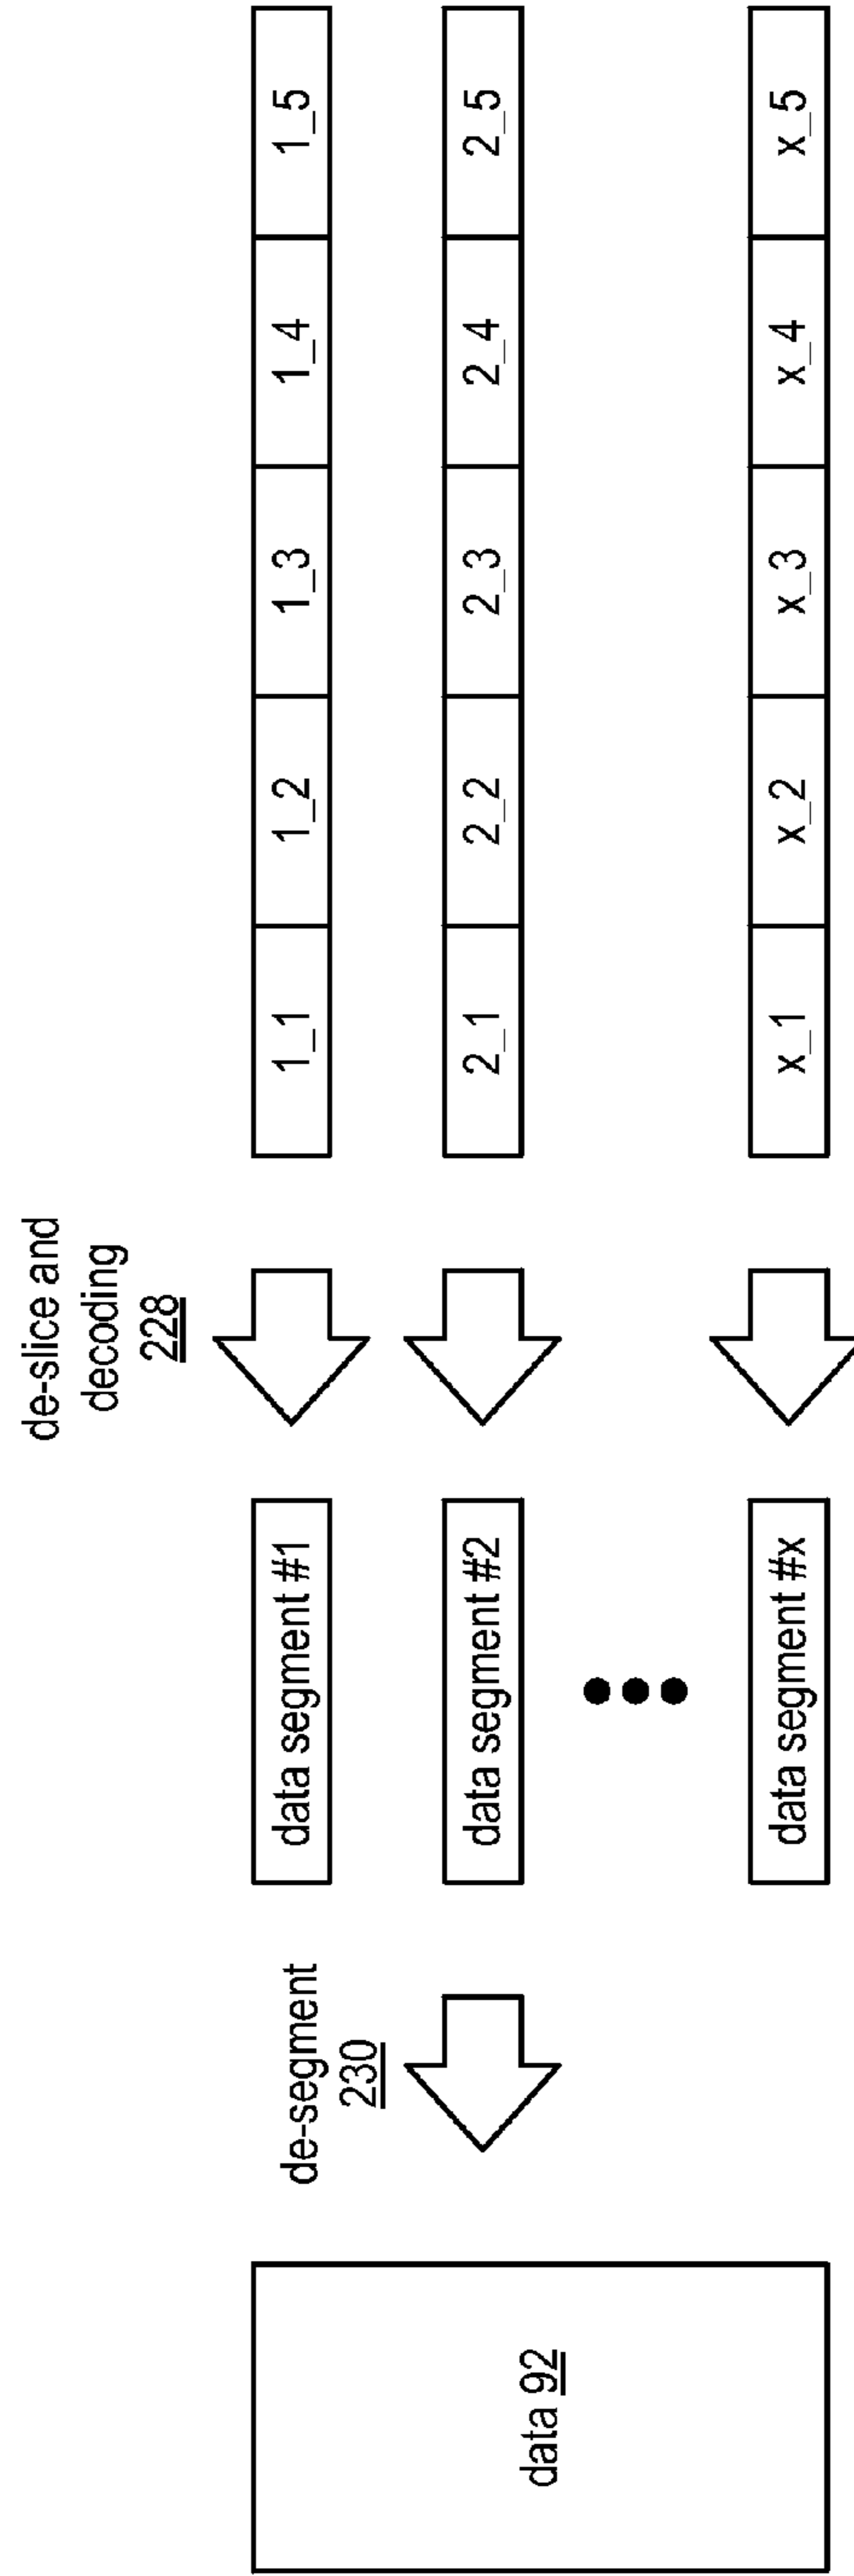 de-slice and
decoding
228
de-segment
230
data 92
data segment #1
1_1
1_2
1_3
1_4
1_5
data segment #2
2_1
2_2
2_3
2_4
2_5
data segment #x
x_1
x_2
x_3
x_4
x_5